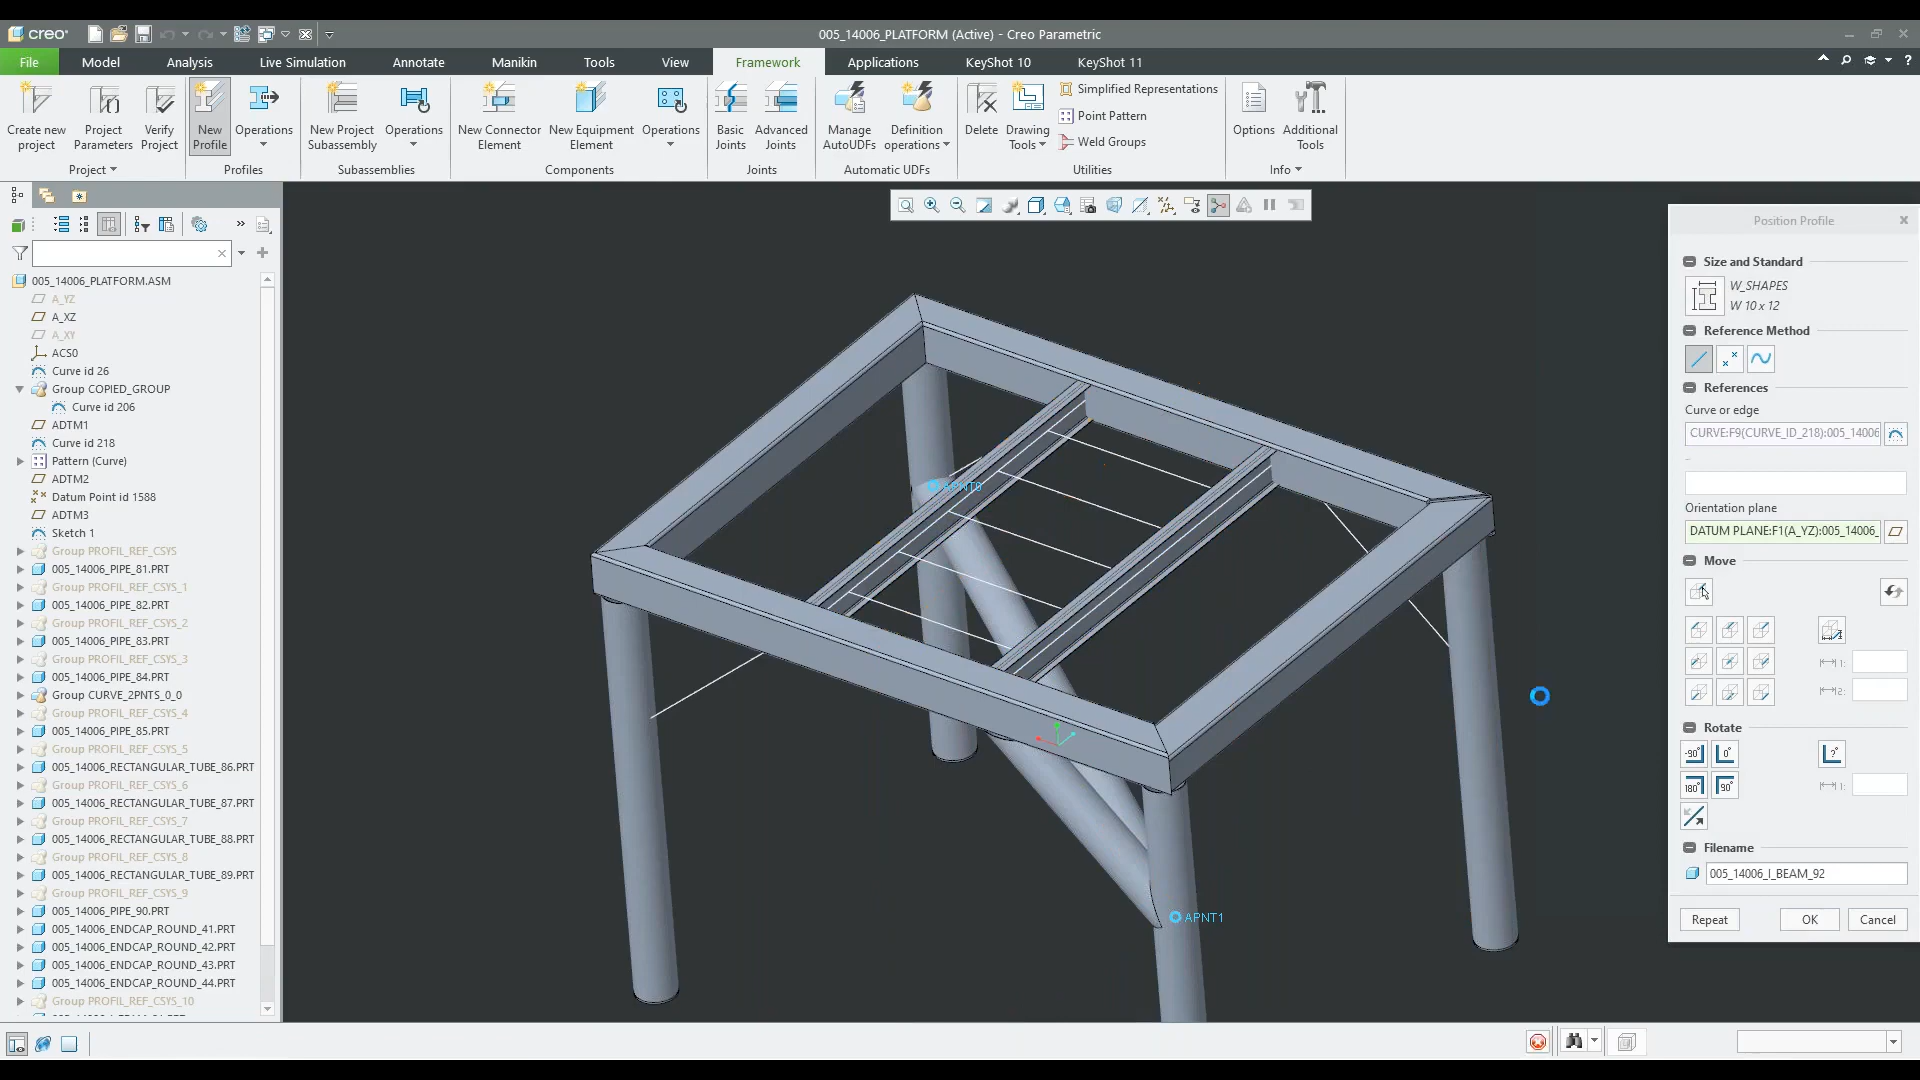 creo
005_14006_PLATFORM (Active) - Creo Parametric
File
Model
Analysis
Live Simulation
Annotate
Manikin
Tools
View
Framework
Applications
KeyShot 10
KeyShot 11
Create new project
Project Parameters
Verify Project
New Profile
Operations
New Project Subassembly
Operations
New Connector Element
New Equipment Element
Operations
Basic Joints
Advanced Joints
Manage AutoUDFs
Definition operations
Delete
Drawing Tools
Simplified Representations
Point Pattern
Weld Groups
Options
Additional Tools
Project
Profiles
Subassemblies
Components
Joints
Automatic UDFs
Utilities
Info
005_14006_PLATFORM.ASM
A_YZ
A_XZ
A_XY
ACS0
Curve id 26
Group COPIED_GROUP
Curve id 206
ADTM1
Curve id 218
Pattern (Curve)
ADTM2
Datum Point id 1588
ADTM3
Sketch 1
Group PROFIL_REF_CSYS
005_14006_PIPE_81.PRT
Group PROFIL_REF_CSYS_1
005_14006_PIPE_82.PRT
Group PROFIL_REF_CSYS_2
005_14006_PIPE_83.PRT
Group PROFIL_REF_CSYS_3
005_14006_PIPE_84.PRT
Group CURVE_2PNTS_0_0
Group PROFIL_REF_CSYS_4
005_14006_PIPE_85.PRT
Group PROFIL_REF_CSYS_5
005_14006_RECTANGULAR_TUBE_86.PRT
Group PROFIL_REF_CSYS_6
005_14006_RECTANGULAR_TUBE_87.PRT
Group PROFIL_REF_CSYS_7
005_14006_RECTANGULAR_TUBE_88.PRT
Group PROFIL_REF_CSYS_8
005_14006_RECTANGULAR_TUBE_89.PRT
Group PROFIL_REF_CSYS_9
005_14006_PIPE_90.PRT
005_14006_ENDCAP_ROUND_41.PRT
005_14006_ENDCAP_ROUND_42.PRT
005_14006_ENDCAP_ROUND_43.PRT
005_14006_ENDCAP_ROUND_44.PRT
Group PROFIL_REF_CSYS_10
APNT0
APNT1
Position Profile
Size and Standard
W_SHAPES
W 10 x 12
Reference Method
References
Curve or edge
CURVE:F9(CURVE_ID_218):005_14006
Orientation plane
DATUM PLANE:F1(A_YZ):005_14006_
Move
1:
2:
Rotate
-90°
0°
?
180°
90°
1:
Filename
005_14006_I_BEAM_92
Repeat
OK
Cancel